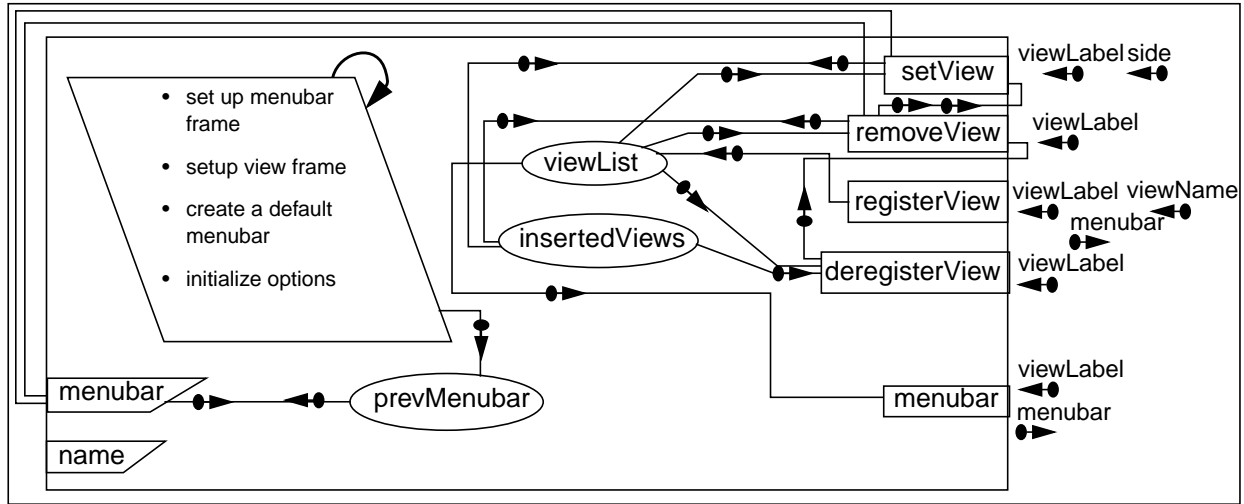 viewLabel side
setView
• set up menubar
frame
removeView
viewLabel
viewList
• setup view frame
registerView
viewLabel viewName
• create a default
menubar
menubar
insertedViews
deregisterView
viewLabel
• initialize options
viewLabel
menubar
prevMenubar
menubar
menubar
name